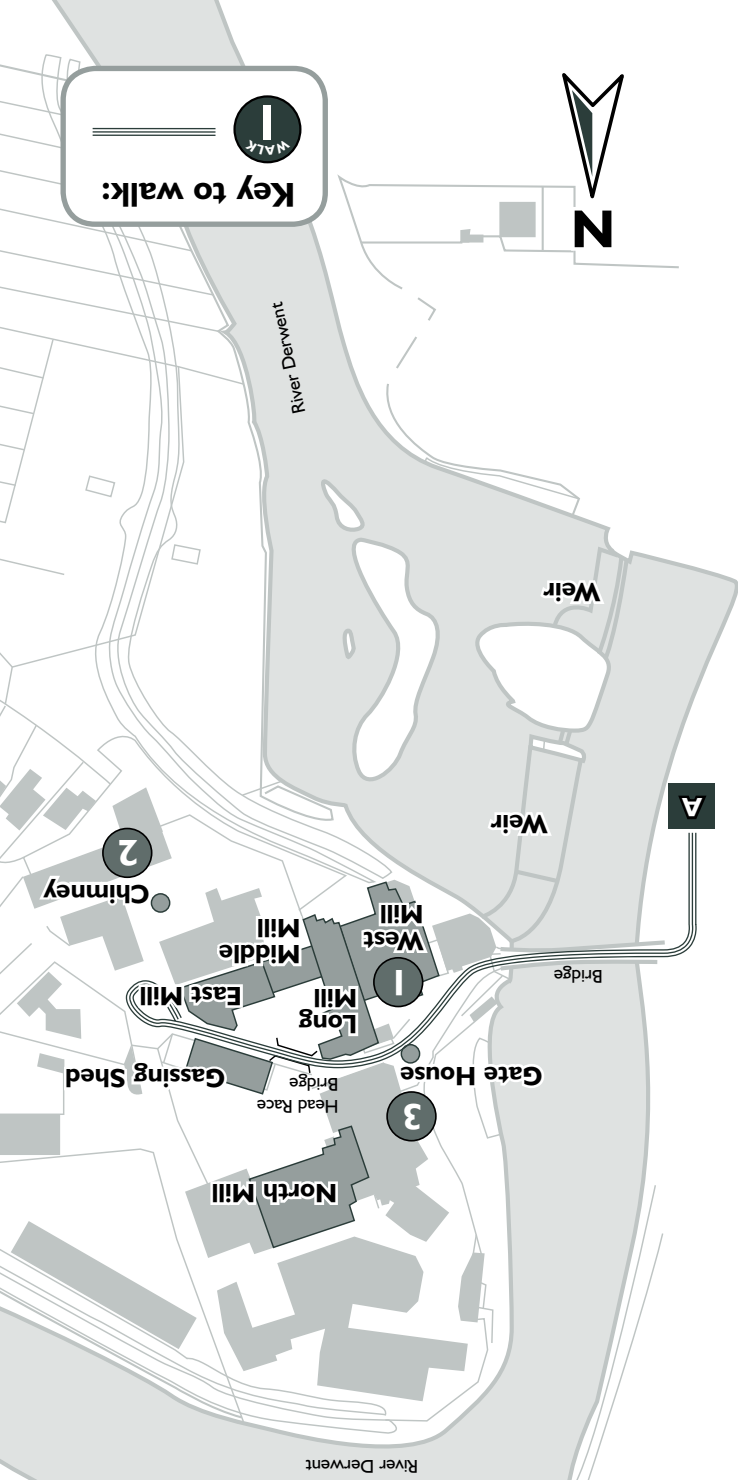 River Derwent
North Mill
3
Head Race
Bridge
Gate House
Gassing Shed
Long
Mill
East Mill
1
Bridge
West
Mill
Middle
Mill
Chimney
2
Weir
A
Weir
River Derwent
N
Key to walk:
WALK
1